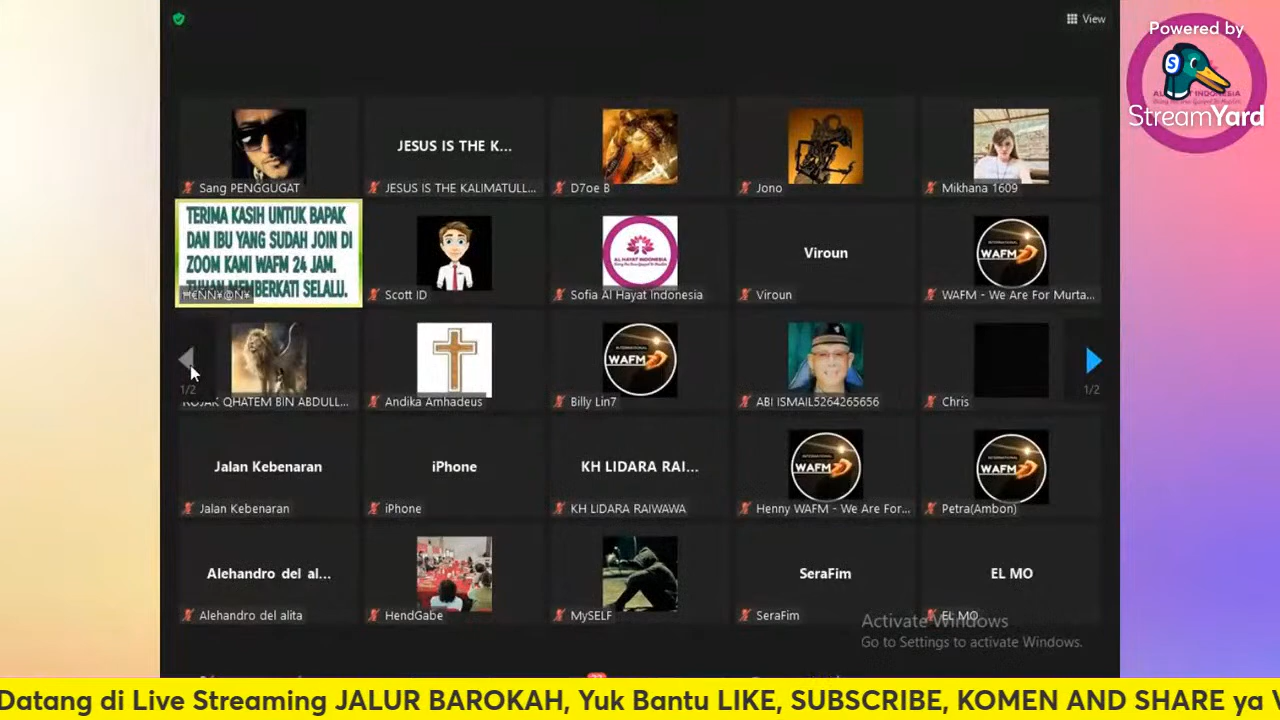 View
Powered by
StreamYard
JESUS IS THE K...
Sang PENGGUGAT
JESUS IS THE KALIMATULL...
D7oe B
Jono
Mikhana 1609
TERIMA KASIH UNTUK BAPAK
DAN IBU YANG SUDAH JOIN DI
ZOOM KAMI WAFM 24 JAM.
TUHAN MEMBERKATI SELALU.
AL HAYAT INDONESIA
WAFM
Viroun
Scott ID
Sofia Al Hayat Indonesia
Viroun
WAFM - We Are For Murta...
WAFM
1/2
1/2
ROJAK QHATEM BIN ABDULL...
Andika Amhadeus
Billy Lin7
ABI ISMAIL5264265656
Chris
Jalan Kebenaran
iPhone
KH LIDARA RAI...
WAFM
WAFM
Jalan Kebenaran
iPhone
KH LIDARA RAIWAWA
Henny WAFM - We Are For...
Petra(Ambon)
Alehandro del al...
SeraFim
EL MO
Alehandro del alita
HendGabe
MySELF
SeraFim
EL MO
Activate Windows
Go to Settings to activate Windows.
Datang di Live Streaming JALUR BAROKAH, Yuk Bantu LIKE, SUBSCRIBE, KOMEN AND SHARE ya